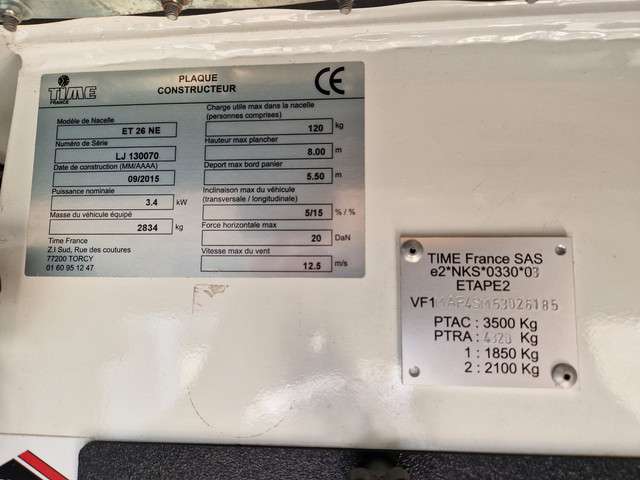 TIME
FRANCE
PLAQUE
CONSTRUCTEUR
CE
Modèle de Nacelle
ET 26 NE
Numéro de Série
LJ 130070
Date de construction (MM/AAAA)
09/2015
Puissance nominale
3.4 kW
Masse du véhicule équipé
2834 kg
Time France
Z.I Sud, Rue des coutures
77200 TORCY
01 60 95 12 47
Charge utile max dans la nacelle
(personnes comprises)
120 kg
Hauteur max plancher
8.00 m
Deport max bord panier
5.50 m
Inclinaison max du véhicule
(transversale / longitudinale)
5/15 % / %
Force horizontale max
20 DaN
Vitesse max du vent
12.5 m/s
TIME France SAS
e2*NKS*0330*03
ETAPE2
VF1
PTAC : 3500 Kg
PTRA : Kg
1 : 1850 Kg
2 : 2100 Kg